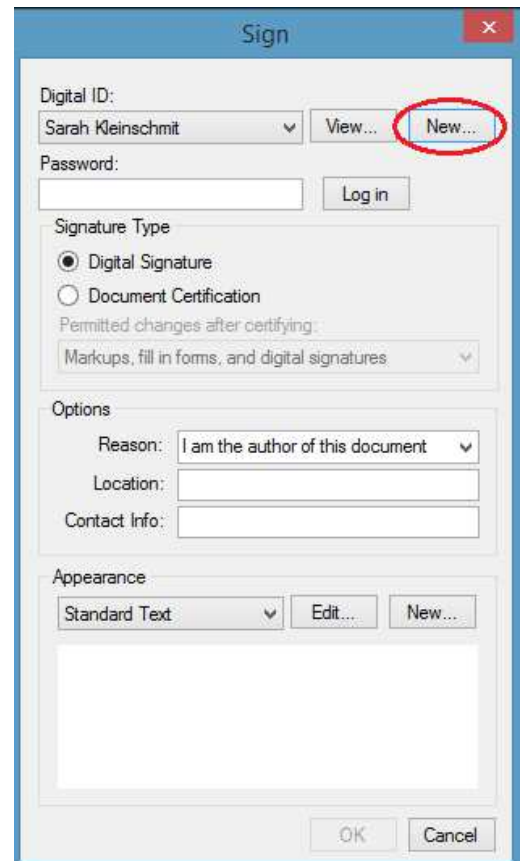 Sign
Digital ID:
Sarah Kleinschmit View... New...
Password:
Log in
Signature Type
Digital Signature
Document Certification
Permitted changes after certifying:
Markups, fill in forms, and digital signatures
Options
Reason: I am the author of this document
Location:
Contact Info:
Appearance
Standard Text Edit... New...
OK Cancel